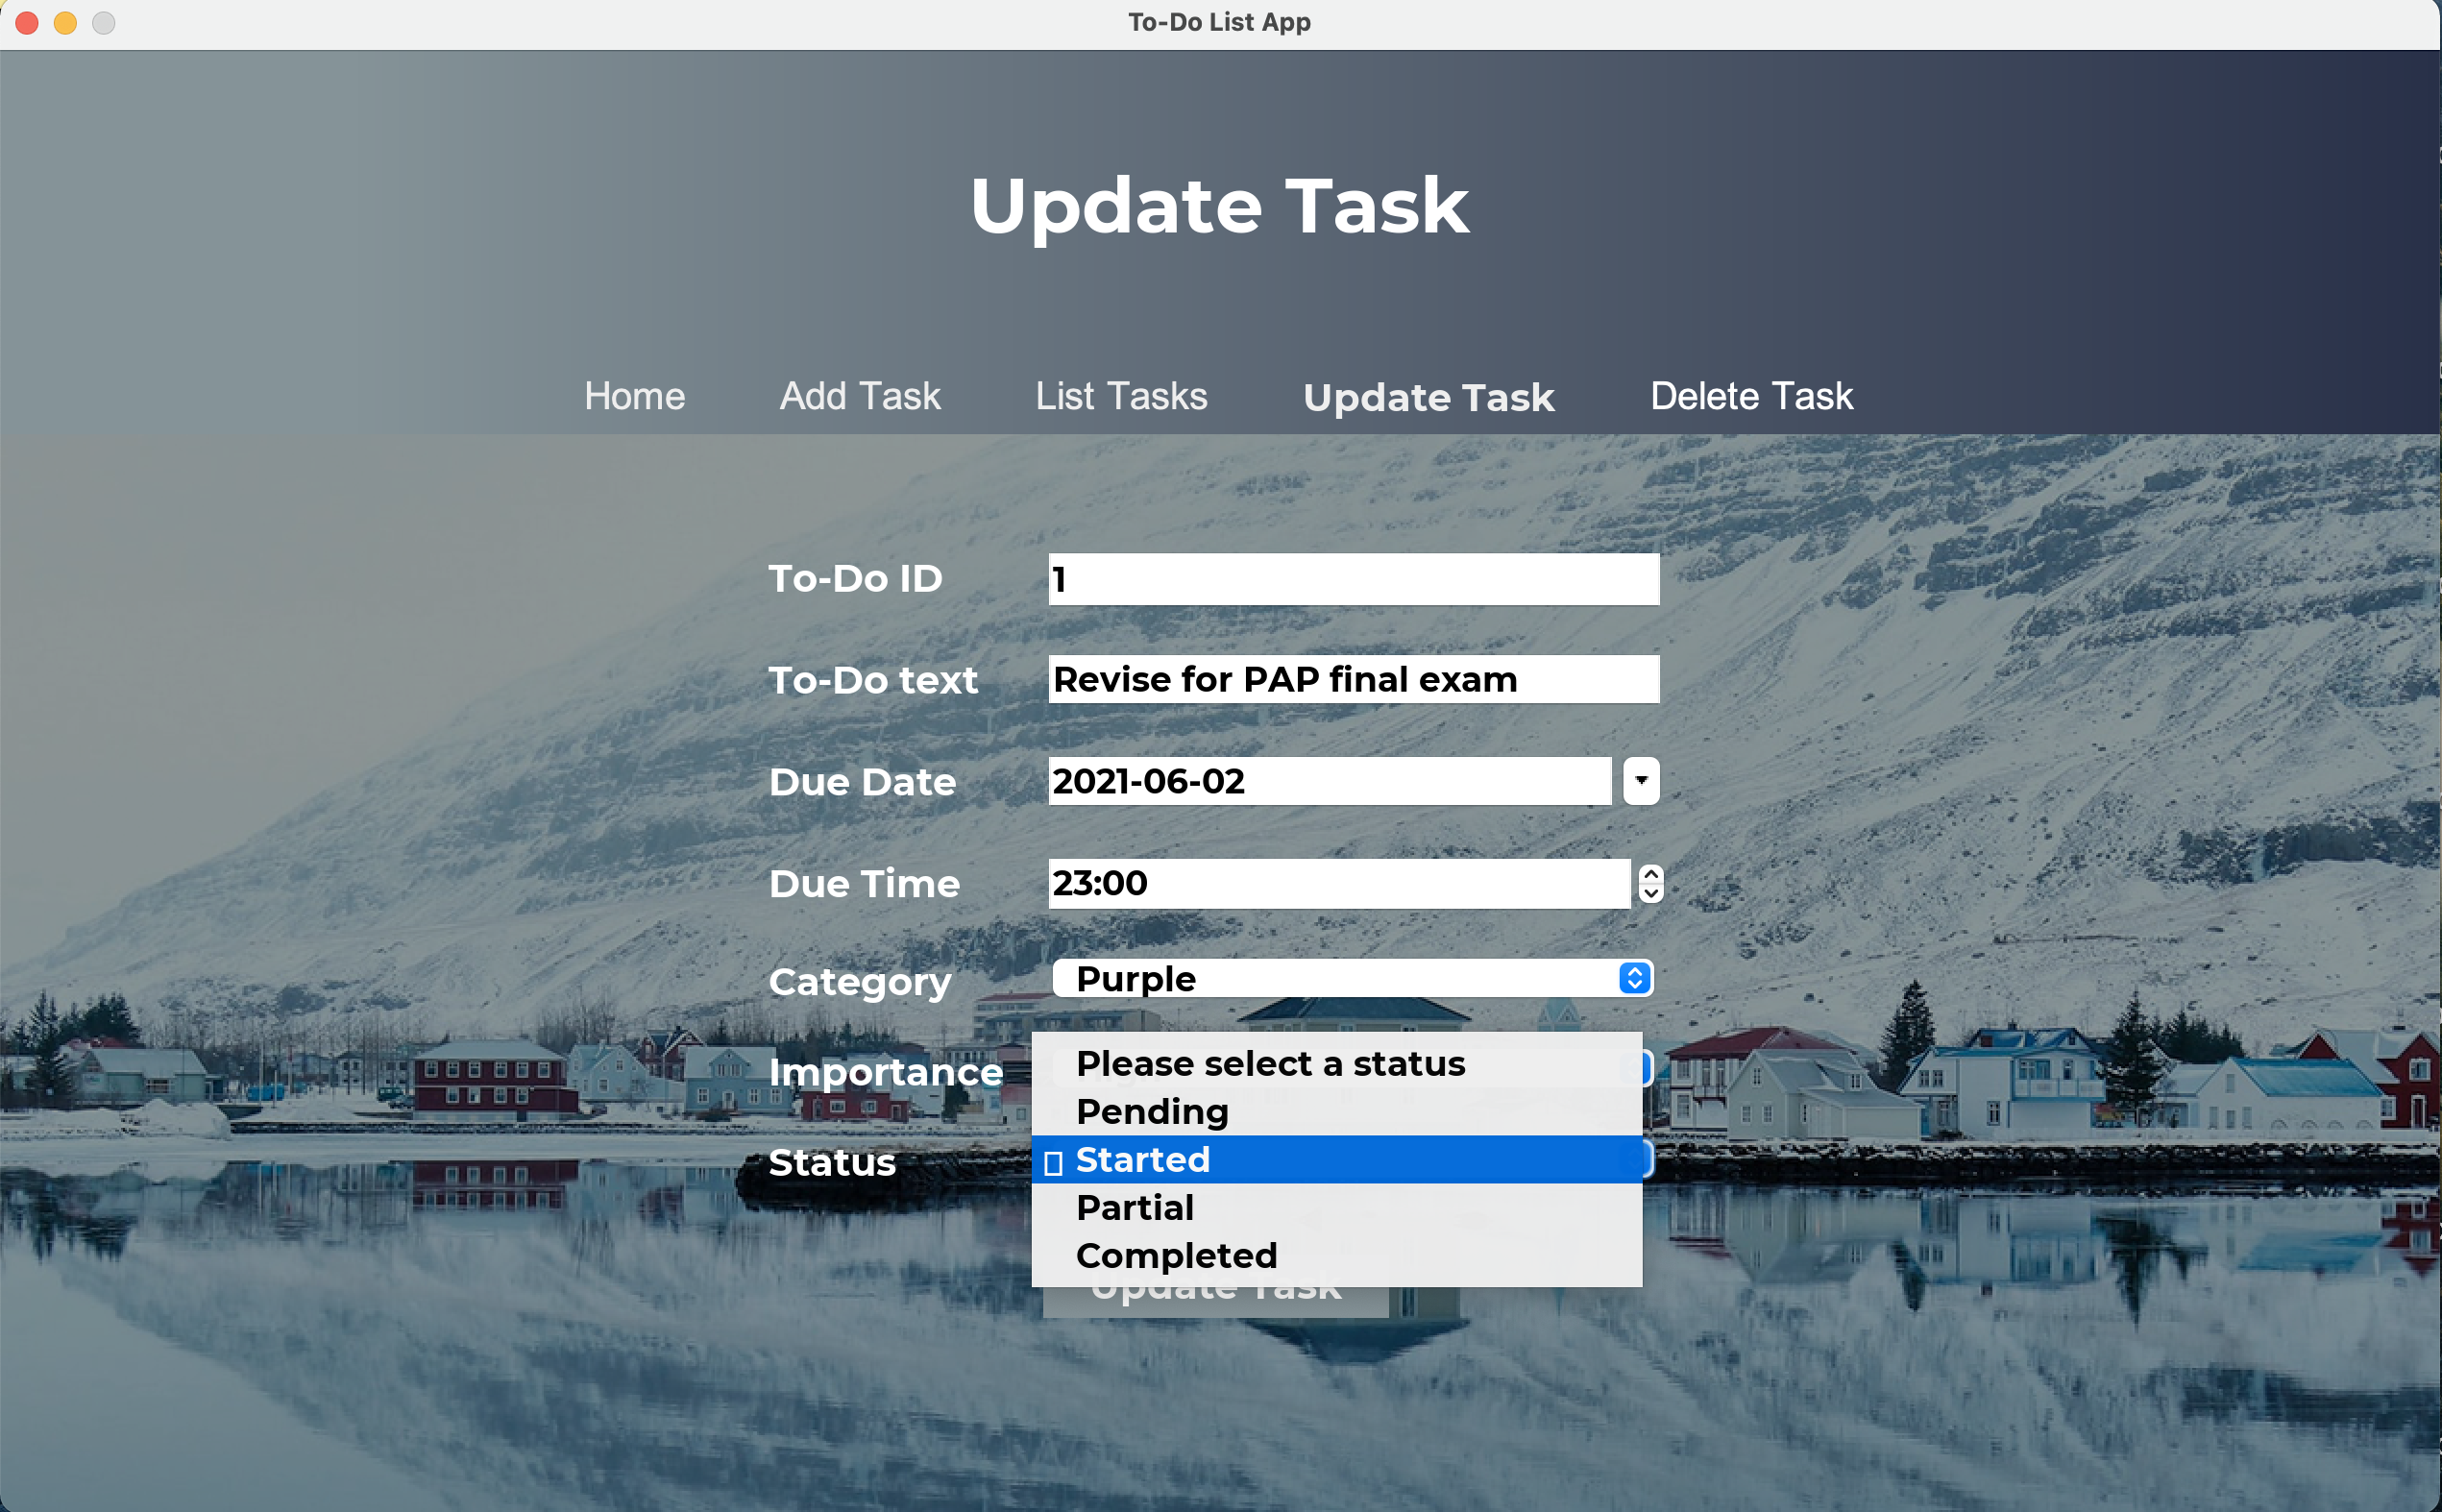 To-Do List App
Update Task
Home Add Task List Tasks Update Task Delete Task
To-Do ID 1
To-Do text Revise for PAP final exam
Due Date 2021-06-02
Due Time 23:00
Category Purple
Importance Please select a status
Pending
Status Started
Partial
Completed
Update Task